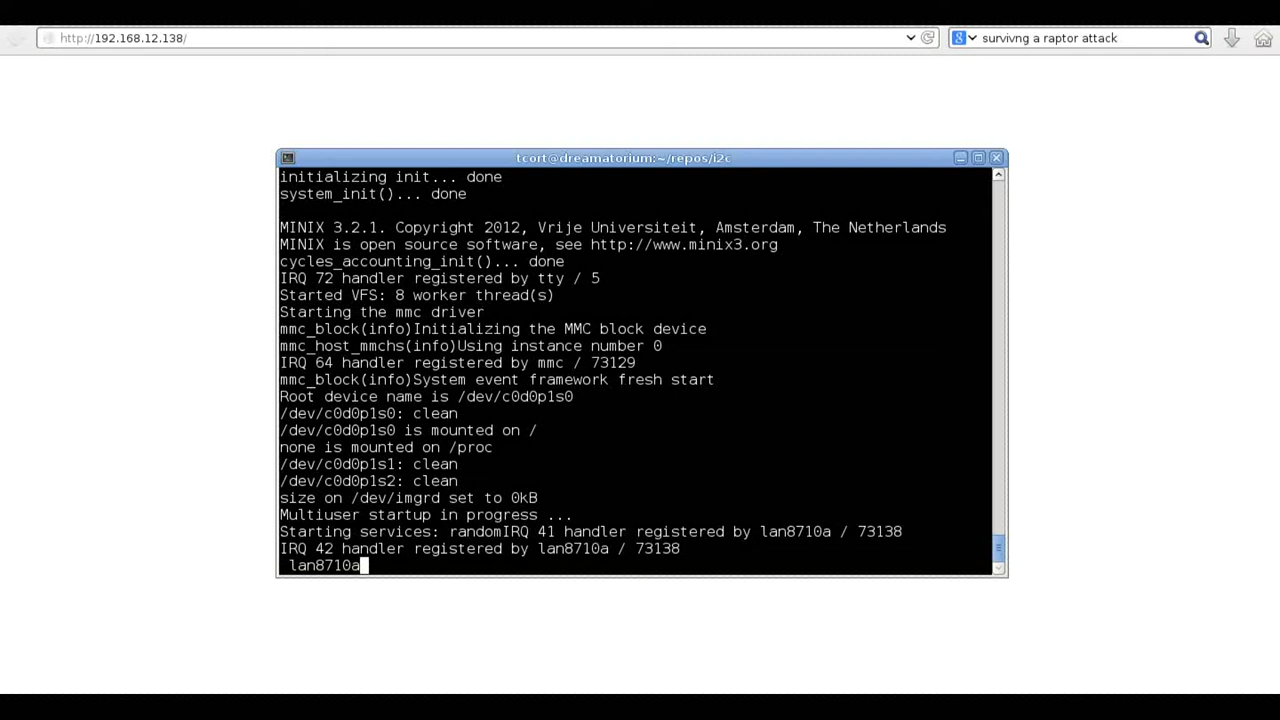 http://192.168.12.138/
survivng a raptor attack
tcort@dreamatorium:~/repos/i2c
initializing init... done
system_init()... done
MINIX 3.2.1. Copyright 2012, Vrije Universiteit, Amsterdam, The Netherlands
MINIX is open source software, see http://www.minix3.org
cycles_accounting_init()... done
IRQ 72 handler registered by tty / 5
Started VFS: 8 worker thread(s)
Starting the mmc driver
mmc_block(info)Initializing the MMC block device
mmc_host_mmchs(info)Using instance number 0
IRQ 64 handler registered by mmc / 73129
mmc_block(info)System event framework fresh start
Root device name is /dev/c0d0p1s0
/dev/c0d0p1s0: clean
/dev/c0d0p1s0 is mounted on /
none is mounted on /proc
/dev/c0d0p1s1: clean
/dev/c0d0p1s2: clean
size on /dev/imgrd set to 0kB
Multiuser startup in progress ...
Starting services: randomIRQ 41 handler registered by lan8710a / 73138
IRQ 42 handler registered by lan8710a / 73138
lan8710a